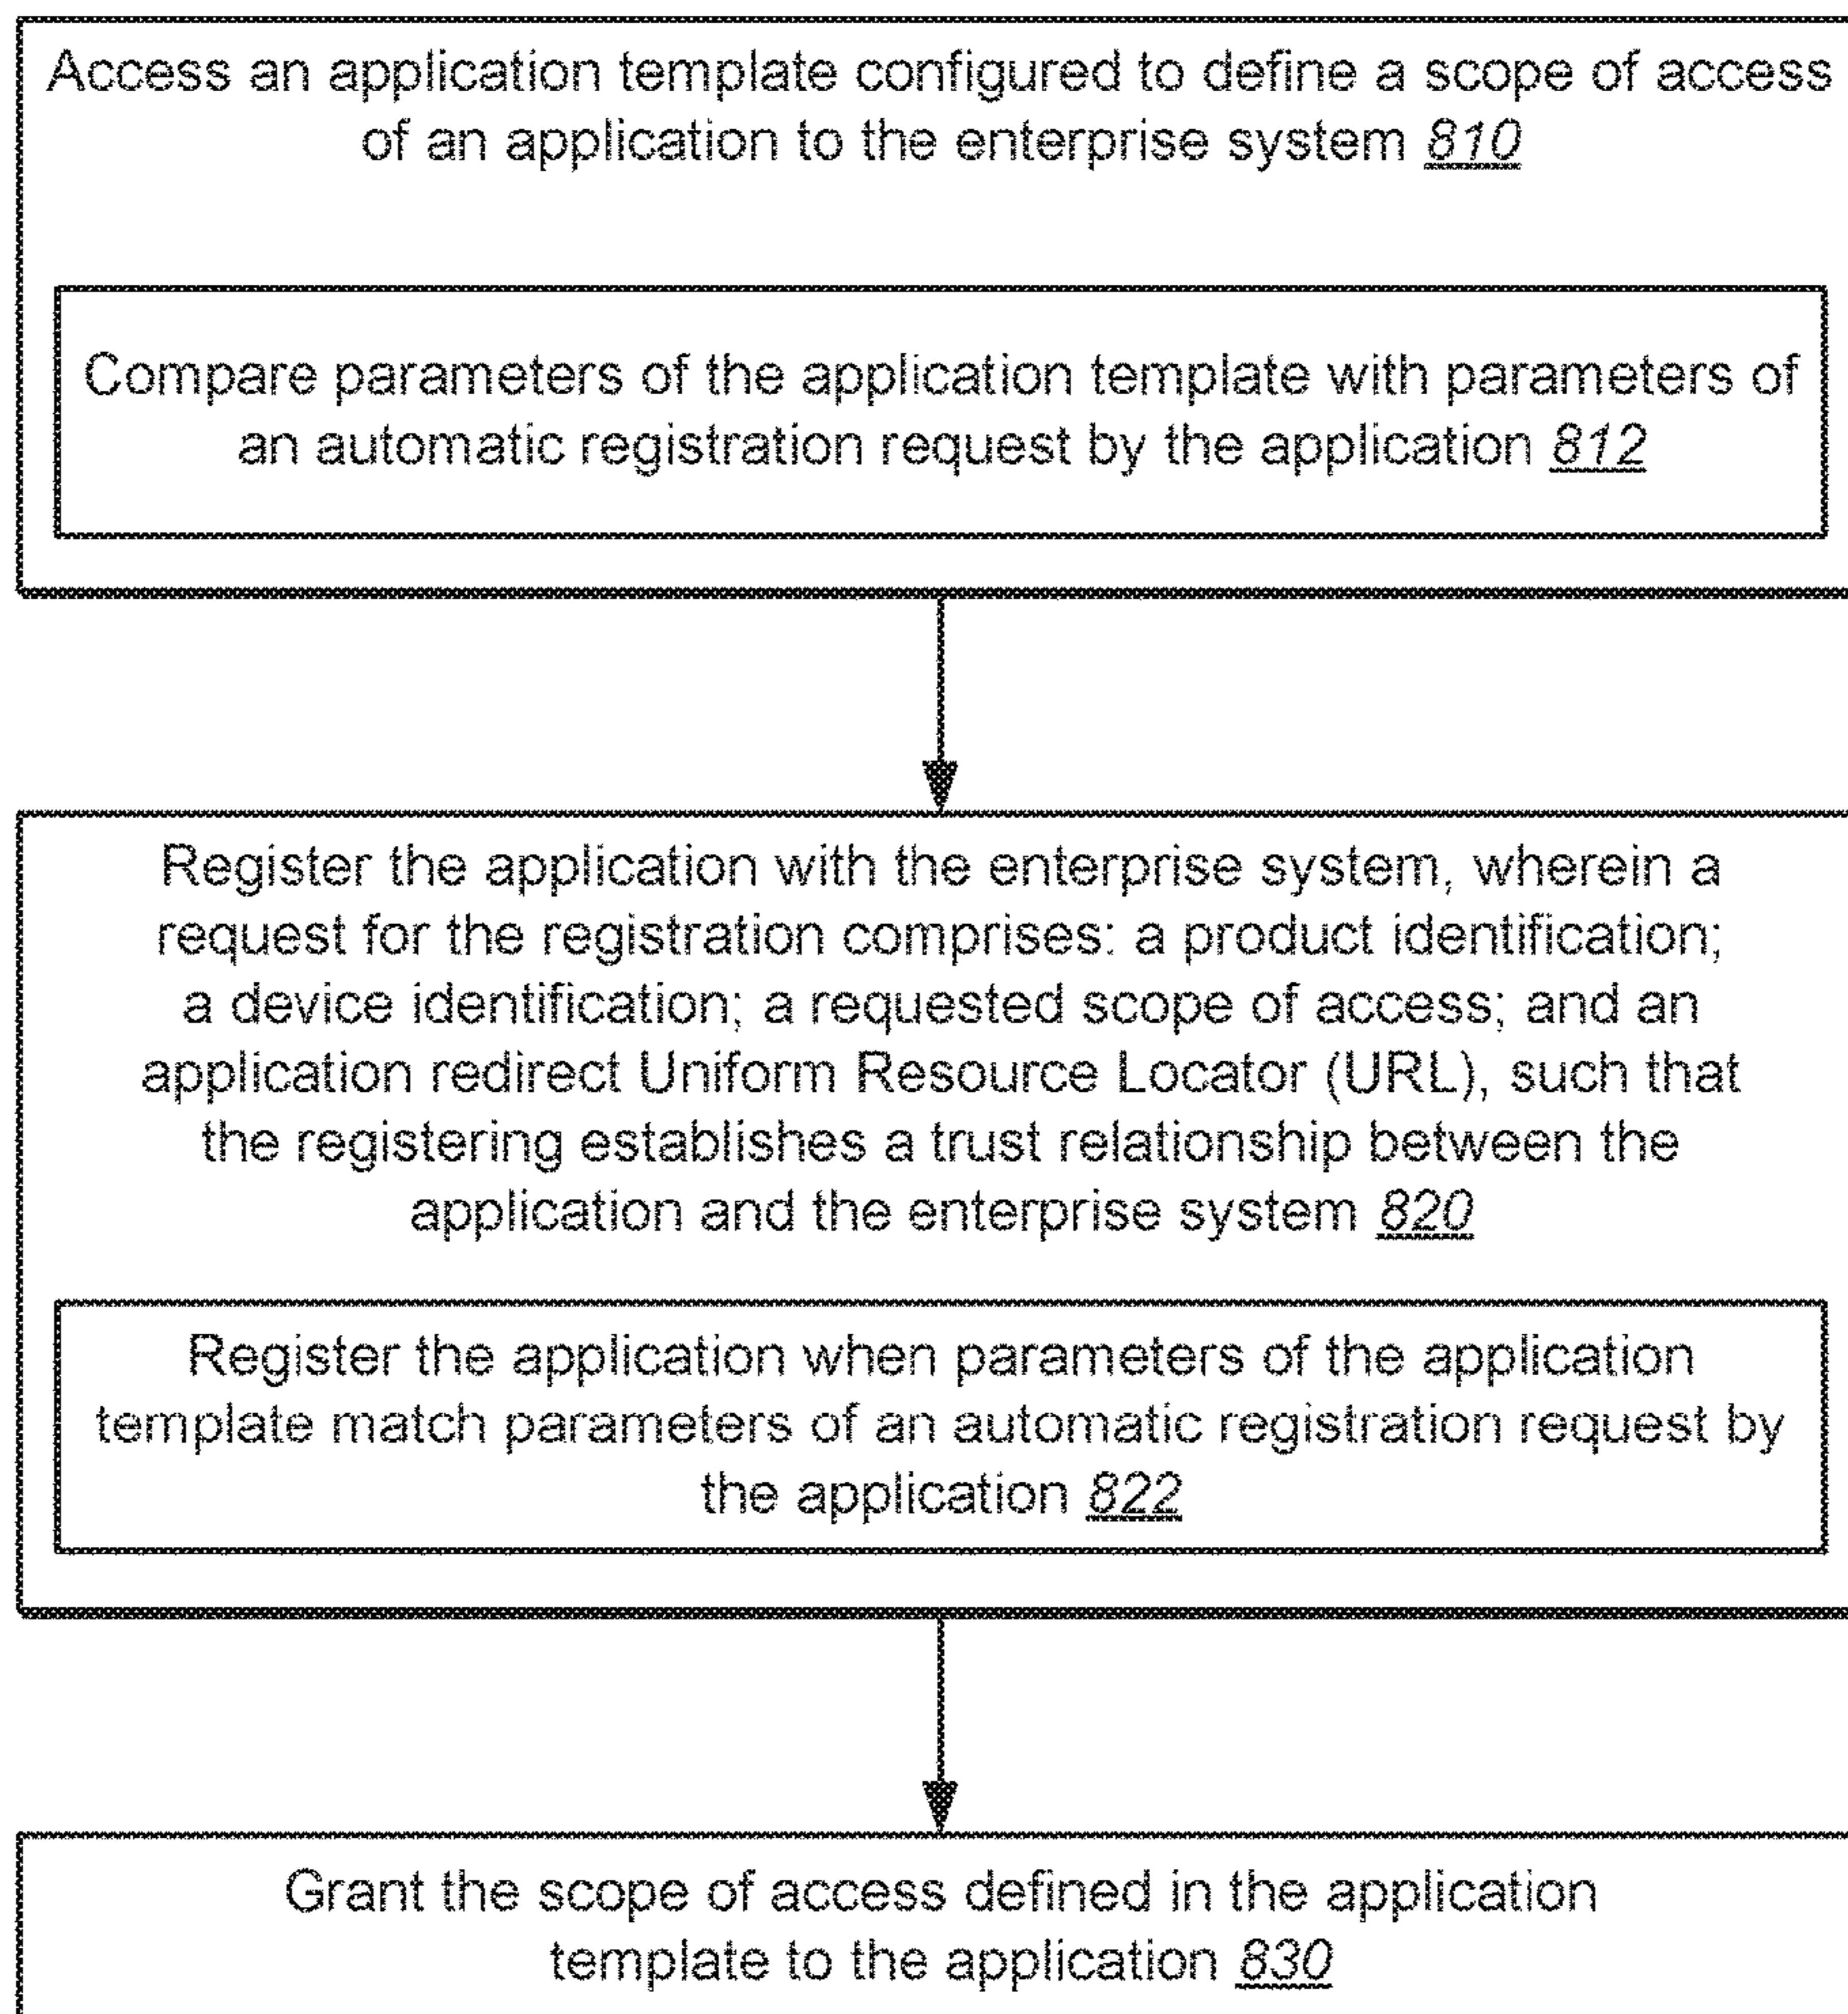 Access an application template configured to define a scope of access
of an application to the enterprise system 810
Compare parameters of the application template with parameters of
an automatic registration request by the application 812
Register the application with the enterprise system, wherein a
request for the registration comprises: a product identification;
a device identification; a requested scope of access; and an
application redirect Uniform Resource Locator (URL), such that
the registering establishes a trust relationship between the
application and the enterprise system 820
Register the application when parameters of the application
template match parameters of an automatic registration request by
the application 822
Grant the scope of access defined in the application
template to the application 830